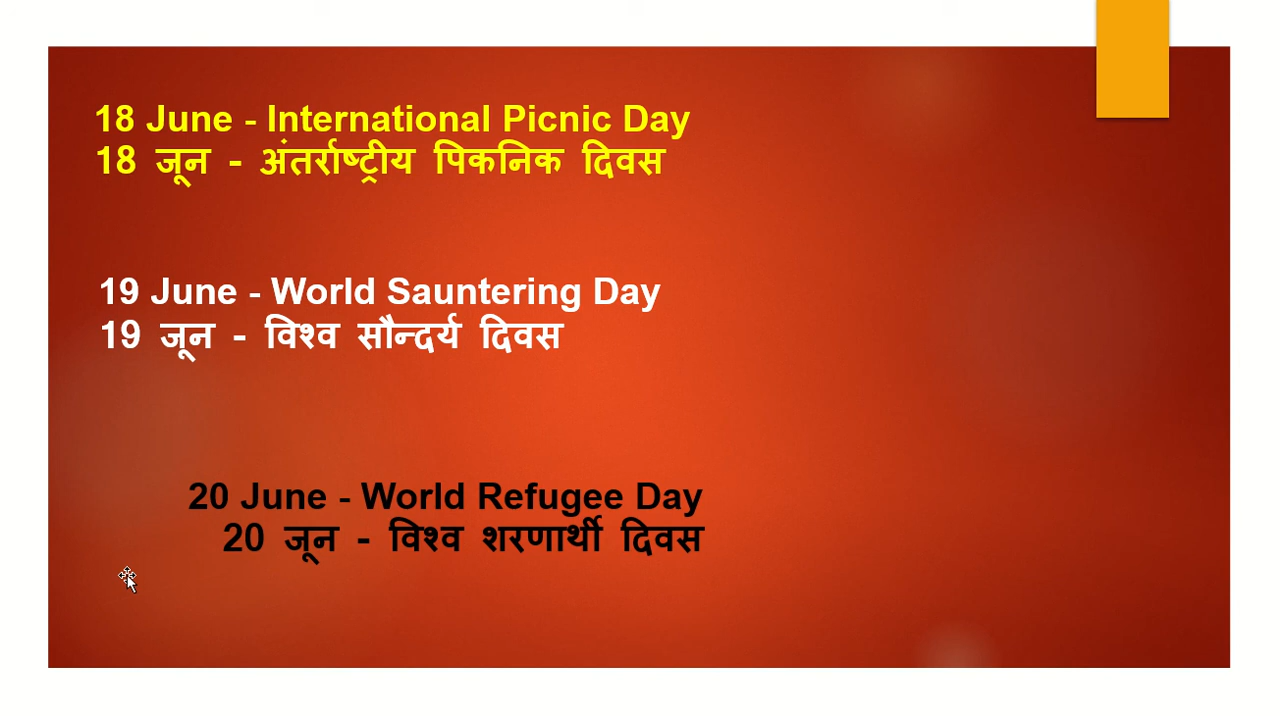 18 June - International Picnic Day
18 जून - अंतर्राष्ट्रीय पिकनिक दिवस
19 June - World Sauntering Day
19 जून - विश्व सौन्दर्य दिवस
20 June - World Refugee Day
20 जून - विश्व शरणार्थी दिवस